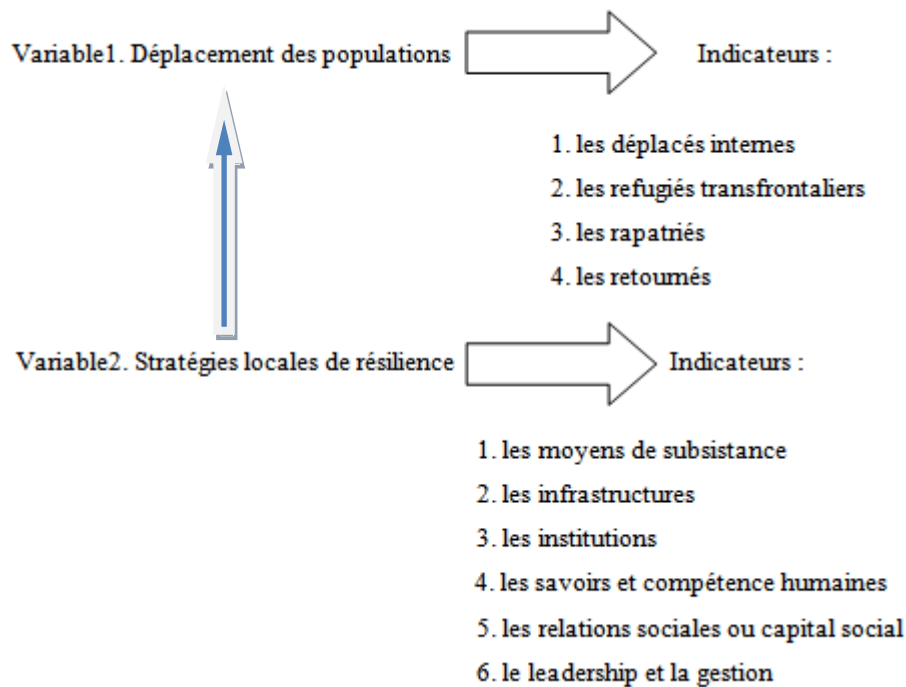 Variable1. Déplacement des populations
Indicateurs :
1. les déplacés internes
2. les refugiés transfrontaliers
3. les rapatriés
4. les retournés
Variable2. Stratégies locales de résilience
Indicateurs :
1. les moyens de subsistance
2. les infrastructures
3. les institutions
4. les savoirs et compétence humaines
5. les relations sociales ou capital social
6. le leadership et la gestion